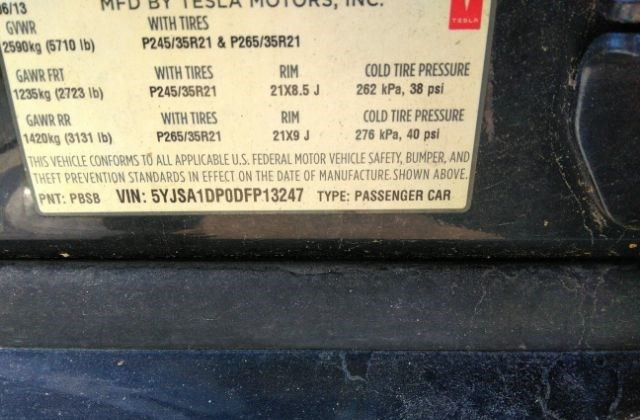 06/13 MFD BY TESLA MOTORS, INC.
TESLA
GVWR WITH TIRES
2590kg (5710 lb) P245/35R21 & P265/35R21
GAWR FRT WITH TIRES RIM COLD TIRE PRESSURE
1235kg (2723 lb) P245/35R21 21X8.5 J 262 kPa, 38 psi
GAWR RR WITH TIRES RIM COLD TIRE PRESSURE
1420kg (3131 lb) P265/35R21 21X9 J 276 kPa, 40 psi
THIS VEHICLE CONFORMS TO ALL APPLICABLE U.S. FEDERAL MOTOR VEHICLE SAFETY, BUMPER, AND
THEFT PREVENTION STANDARDS IN EFFECT ON THE DATE OF MANUFACTURE SHOWN ABOVE.
PNT: PBSB VIN: 5YJSA1DP0DFP13247 TYPE: PASSENGER CAR